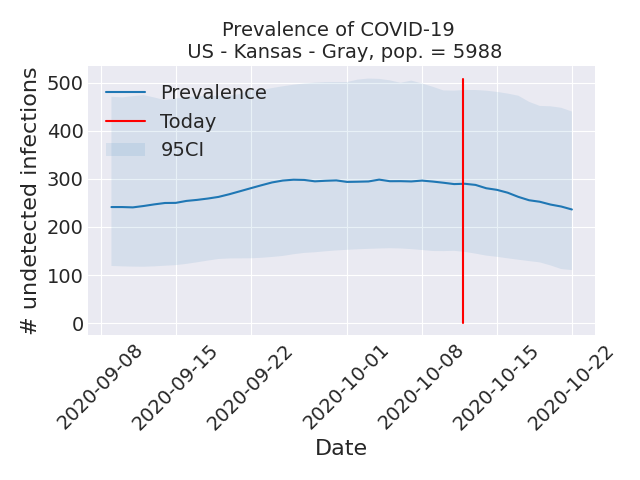 Prevalence of COVID-19
US - Kansas - Gray, pop. = 5988
# undetected infections
500
400
300
200
100
0
Prevalence
Today
95CI
2020-09-08
2020-09-15
2020-09-22
2020-10-01
2020-10-08
2020-10-15
2020-10-22
Date